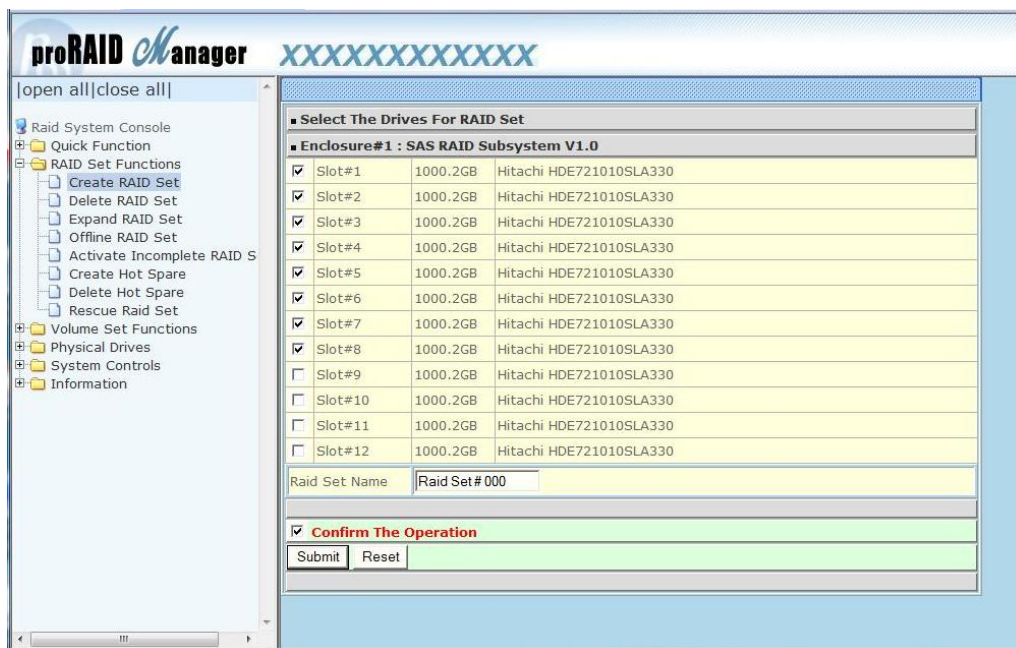 proRAID Manager XXXXXXXXXXXX
|open all|close all|
Raid System Console
Quick Function
RAID Set Functions
Create RAID Set
Delete RAID Set
Expand RAID Set
Offline RAID Set
Activate Incomplete RAID S
Create Hot Spare
Delete Hot Spare
Rescue Raid Set
Volume Set Functions
Physical Drives
System Controls
Information
Select The Drives For RAID Set
Enclosure#1 : SAS RAID Subsystem V1.0
Slot#1 1000.2GB Hitachi HDE721010SLA330
Slot#2 1000.2GB Hitachi HDE721010SLA330
Slot#3 1000.2GB Hitachi HDE721010SLA330
Slot#4 1000.2GB Hitachi HDE721010SLA330
Slot#5 1000.2GB Hitachi HDE721010SLA330
Slot#6 1000.2GB Hitachi HDE721010SLA330
Slot#7 1000.2GB Hitachi HDE721010SLA330
Slot#8 1000.2GB Hitachi HDE721010SLA330
Slot#9 1000.2GB Hitachi HDE721010SLA330
Slot#10 1000.2GB Hitachi HDE721010SLA330
Slot#11 1000.2GB Hitachi HDE721010SLA330
Slot#12 1000.2GB Hitachi HDE721010SLA330
Raid Set Name Raid Set # 000
Confirm The Operation
Submit Reset